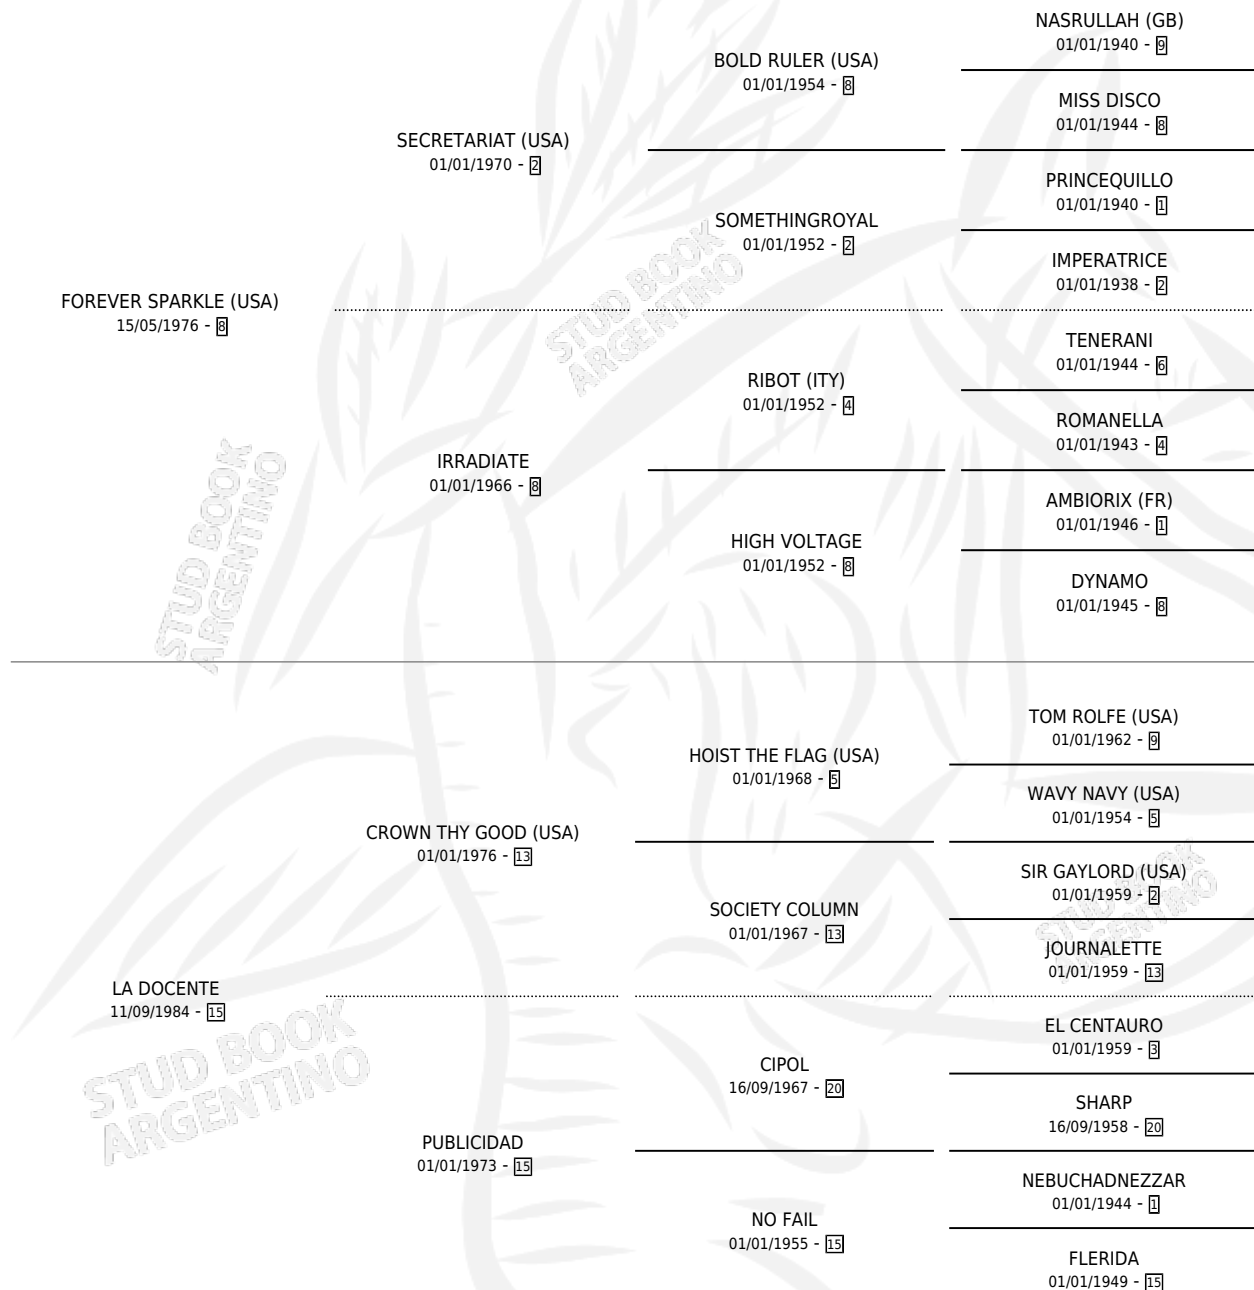 NASRULLAH (GB)
01/01/1940 - 9
BOLD RULER (USA)
01/01/1954 - 8
MISS DISCO
01/01/1944 - 8
SECRETARIAT (USA)
01/01/1970 - 2
PRINCEQUILLO
01/01/1940 - 1
SOMETHINGROYAL
01/01/1952 - 2
IMPERATRICE
01/01/1938 - 2
FOREVER SPARKLE (USA)
15/05/1976 - 8
TENERANI
01/01/1944 - 6
RIBOT (ITY)
01/01/1952 - 4
ROMANELLA
01/01/1943 - 4
IRRADIATE
01/01/1966 - 8
AMBIORIX (FR)
01/01/1946 - 1
HIGH VOLTAGE
01/01/1952 - 8
DYNAMO
01/01/1945 - 8
STUD BOOK
ARGENTINO
STUD BOOK
ARGENTINO
TOM ROLFE (USA)
01/01/1962 - 9
HOIST THE FLAG (USA)
01/01/1968 - 5
WAVY NAVY (USA)
01/01/1954 - 5
CROWN THY GOOD (USA)
01/01/1976 - 13
SIR GAYLORD (USA)
01/01/1959 - 2
SOCIETY COLUMN
01/01/1967 - 13
JOURNALETTE
01/01/1959 - 13
LA DOCENTE
11/09/1984 - 15
EL CENTAURO
01/01/1959 - 3
CIPOL
16/09/1967 - 20
SHARP
16/09/1958 - 20
PUBLICIDAD
01/01/1973 - 15
NEBUCHADNEZZAR
01/01/1944 - 1
NO FAIL
01/01/1955 - 15
FLERIDA
01/01/1949 - 15
STUD BOOK
ARGENTINO
STUD BOOK
ARGENTINO